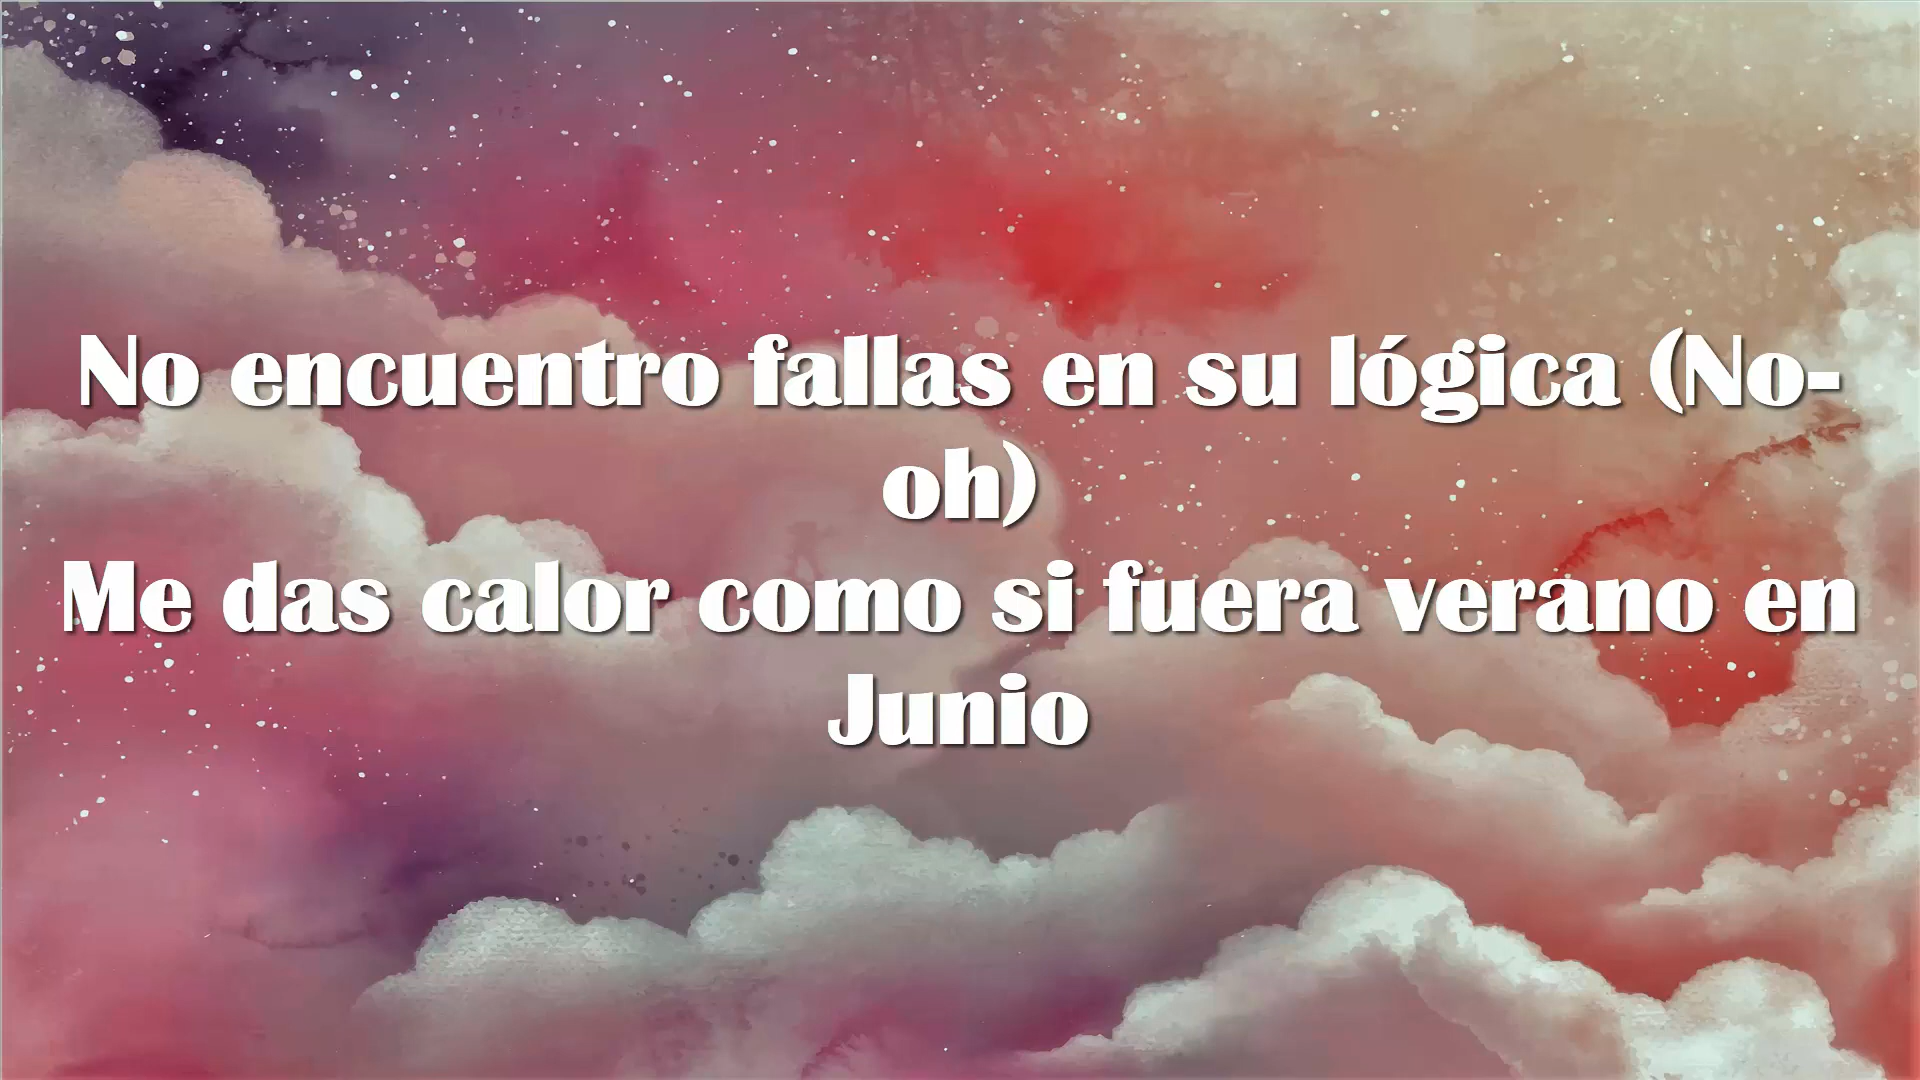 No encuentro fallas en su lógica (No-
oh)
Me das calor como si fuera verano en
Junio